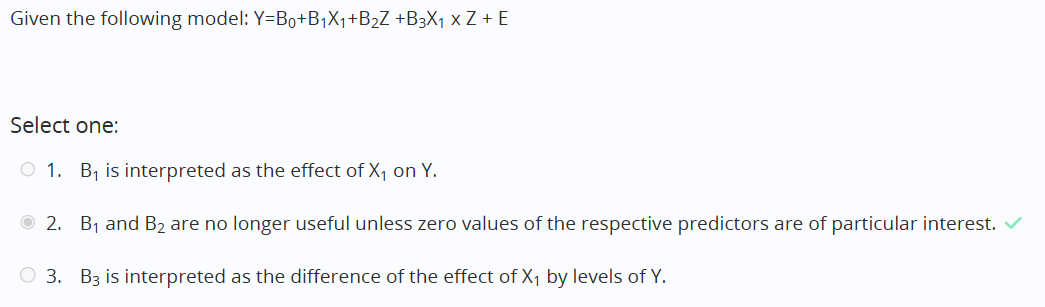 Given the following model: Y=B₀+B₁X₁+B₂Z +B₃X₁ x Z + E
Select one:
1. B₁ is interpreted as the effect of X₁ on Y.
2. B₁ and B₂ are no longer useful unless zero values of the respective predictors are of particular interest.
3. B₃ is interpreted as the difference of the effect of X₁ by levels of Y.